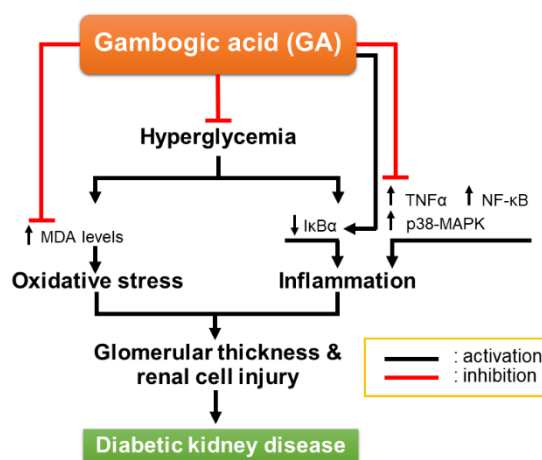 Gambogic acid (GA)
Hyperglycemia
TNFα NF-κB
IκBα p38-MAPK
MDA levels
Oxidative stress Inflammation
Glomerular thickness &
renal cell injury
: activation
: inhibition
Diabetic kidney disease